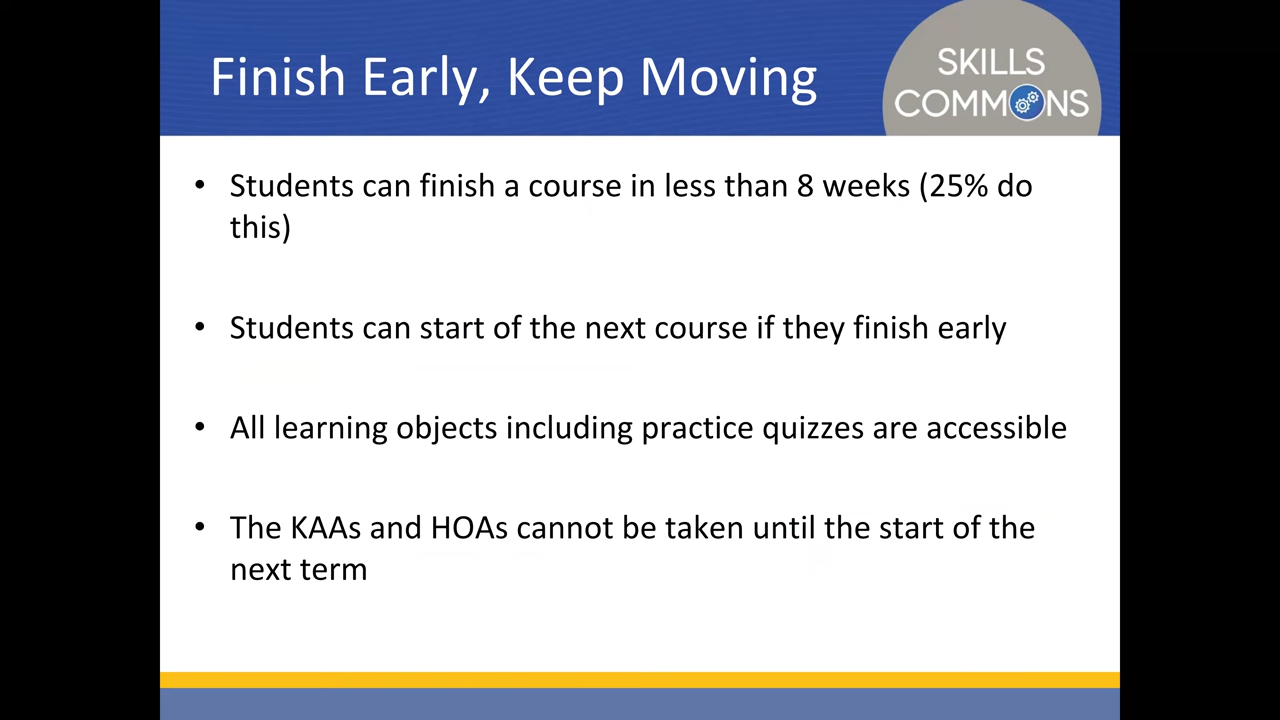 Finish Early, Keep Moving
SKILLS
COMMONS
• Students can finish a course in less than 8 weeks (25% do
this)
• Students can start of the next course if they finish early
• All learning objects including practice quizzes are accessible
• The KAAs and HOAs cannot be taken until the start of the
next term